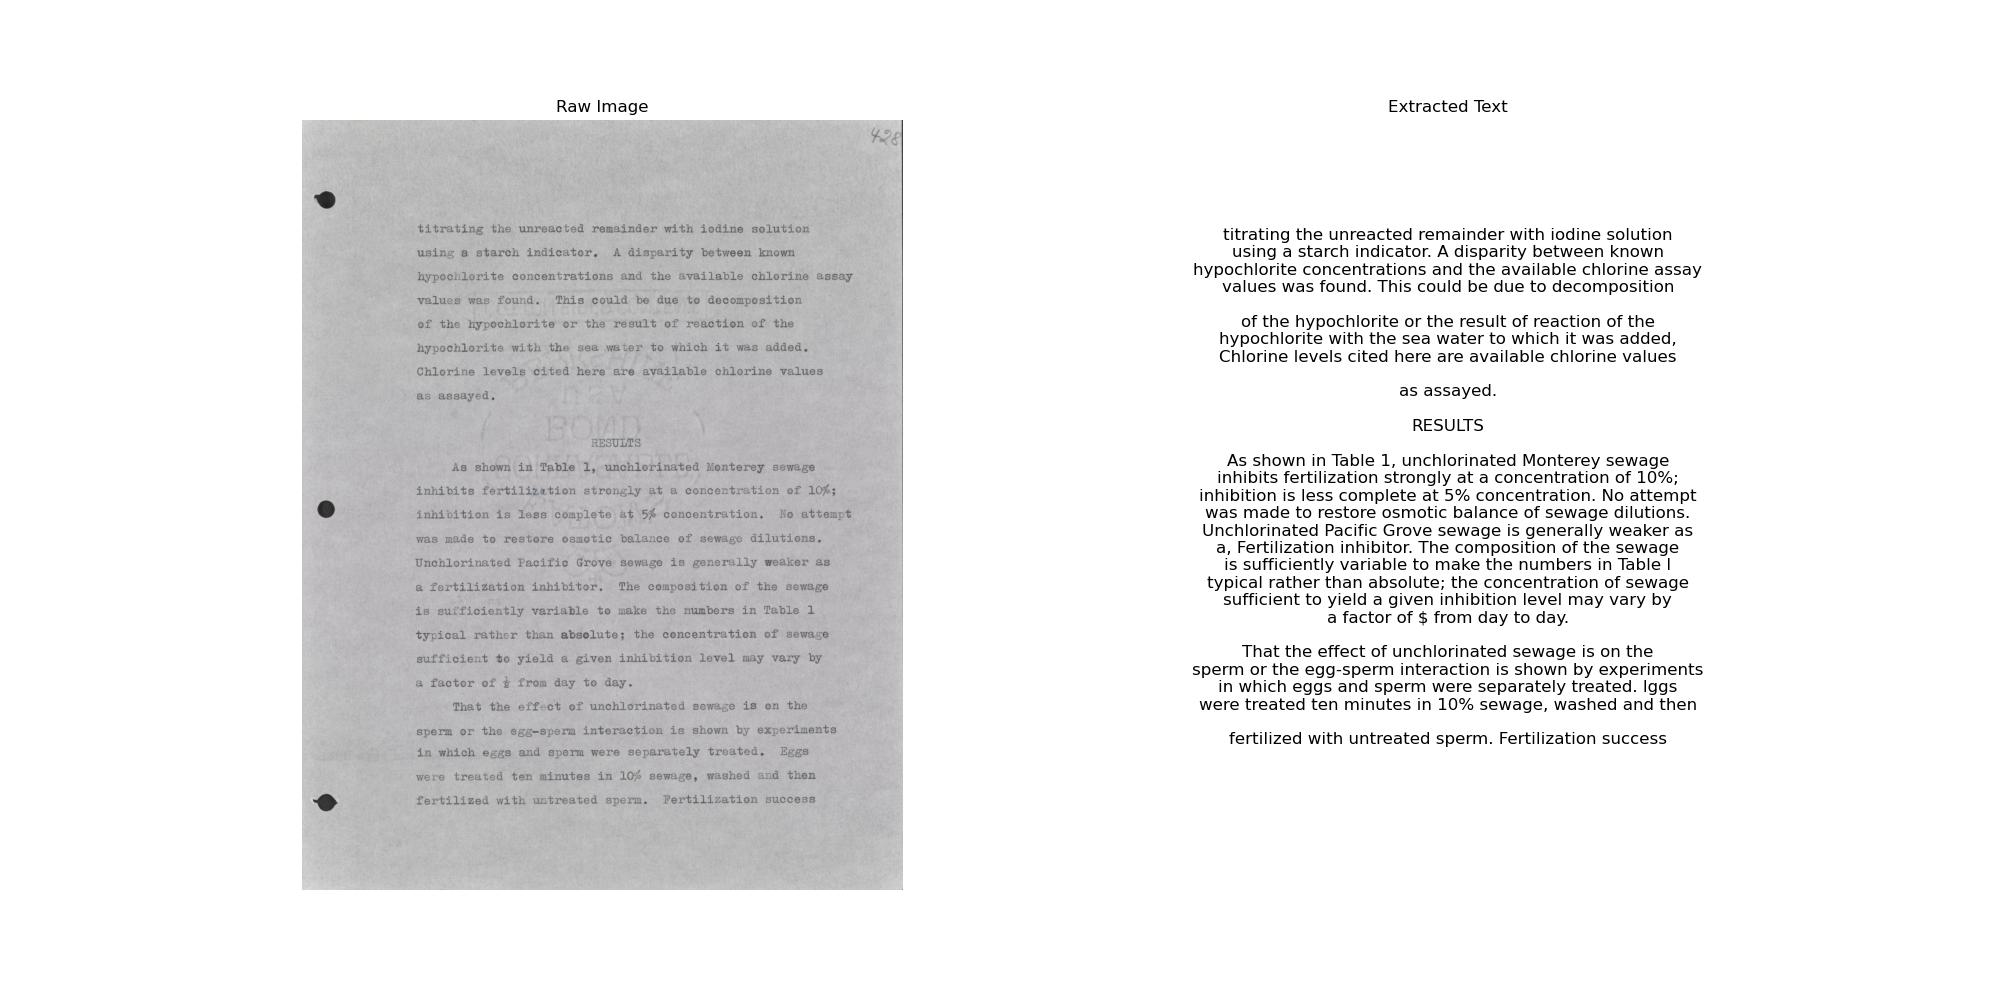 Raw Image
428
titrating the unreacted remainder with iodine solution
using a starch indicator. A disparity between known
hypochlorite concentrations and the available chlorine assay
values was found. This could be due to decomposition
of the hypochlorite or the result of reaction of the
hypochlorite with the sea water to which it was added.
Chlorine levels cited here are available chlorine values
as assayed.
RESULTS
As shown in Table 1, unchlorinated Monterey sewage
inhibits fertilization strongly at a concentration of 10%;
inhibition is less complete at 5% concentration. No attempt
was made to restore osmotic balance of sewage dilutions.
Unchlorinated Pacific Grove sewage is generally weaker as
a fertilization inhibitor. The composition of the sewage
is sufficiently variable to make the numbers in Table 1
typical rather than absolute; the concentration of sewage
sufficient to yield a given inhibition level may vary by
a factor of ½ from day to day.
That the effect of unchlorinated sewage is on the
sperm or the egg-sperm interaction is shown by experiments
in which eggs and sperm were separately treated. Eggs
were treated ten minutes in 10% sewage, washed and then
fertilized with untreated sperm. Fertilization success
BOND
Extracted Text
titrating the unreacted remainder with iodine solution
using a starch indicator. A disparity between known
hypochlorite concentrations and the available chlorine assay
values was found. This could be due to decomposition
of the hypochlorite or the result of reaction of the
hypochlorite with the sea water to which it was added,
Chlorine levels cited here are available chlorine values
as assayed.
RESULTS
As shown in Table 1, unchlorinated Monterey sewage
inhibits fertilization strongly at a concentration of 10%;
inhibition is less complete at 5% concentration. No attempt
was made to restore osmotic balance of sewage dilutions.
Unchlorinated Pacific Grove sewage is generally weaker as
a, Fertilization inhibitor. The composition of the sewage
is sufficiently variable to make the numbers in Table l
typical rather than absolute; the concentration of sewage
sufficient to yield a given inhibition level may vary by
a factor of $ from day to day.
That the effect of unchlorinated sewage is on the
sperm or the egg-sperm interaction is shown by experiments
in which eggs and sperm were separately treated. Iggs
were treated ten minutes in 10% sewage, washed and then
fertilized with untreated sperm. Fertilization success